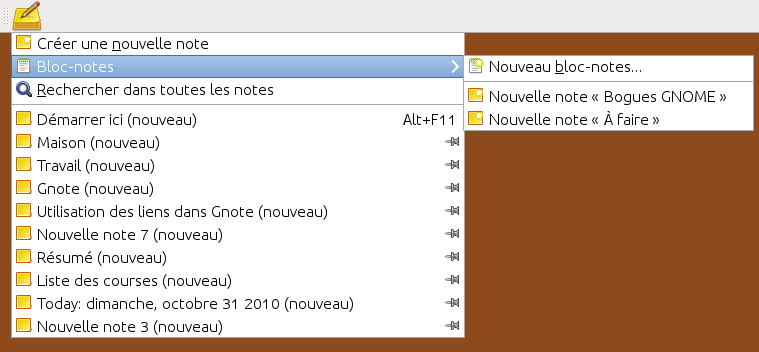 Créer une nouvelle note
Bloc-notes
Rechercher dans toutes les notes
Démarrer ici (nouveau) Alt+F11
Maison (nouveau)
Travail (nouveau)
Gnote (nouveau)
Utilisation des liens dans Gnote (nouveau)
Nouvelle note 7 (nouveau)
Résumé (nouveau)
Liste des courses (nouveau)
Today: dimanche, octobre 31 2010 (nouveau)
Nouvelle note 3 (nouveau)
Nouveau bloc-notes...
Nouvelle note « Bogues GNOME »
Nouvelle note « À faire »